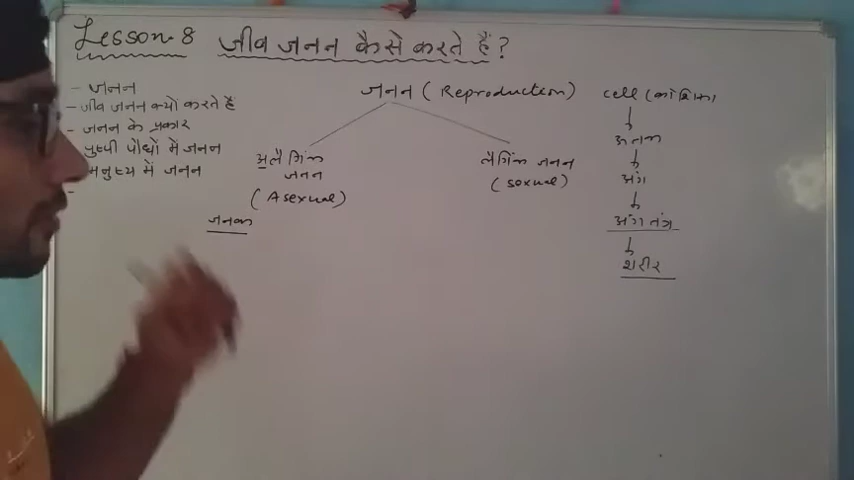 Lesson-8 जीव जनन कैसे करते हैं?
- जनन
- जीव जनन क्यों करते हैं
- जनन के प्रकार
पुष्पी पौधों में जनन
मनुष्य में जनन
-
जनन (Reproduction)
अलैंगिंक
जनन
(Asexual)
जनक
लैगिंक जनन
(sexual)
cell (कोशिका)
↓
ऊतक
↓
अंग
↓
अंग तंत्र
↓
शरीर